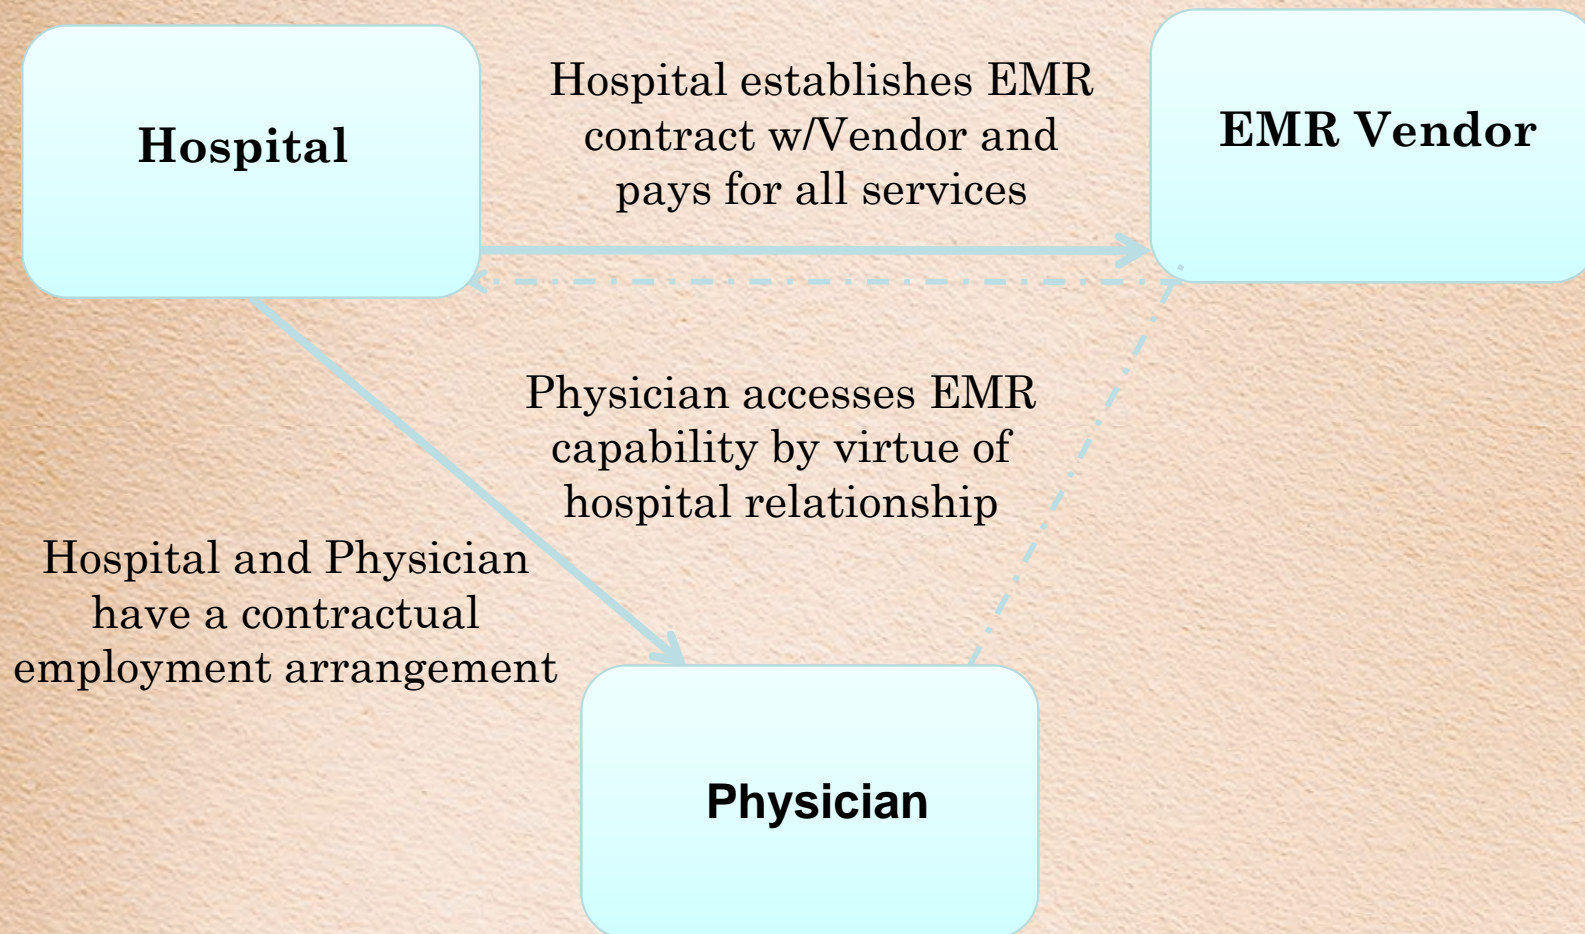 Hospital
Hospital establishes EMR
contract w/Vendor and
pays for all services
EMR Vendor
Physician accesses EMR
capability by virtue of
hospital relationship
Hospital and Physician
have a contractual
employment arrangement
Physician